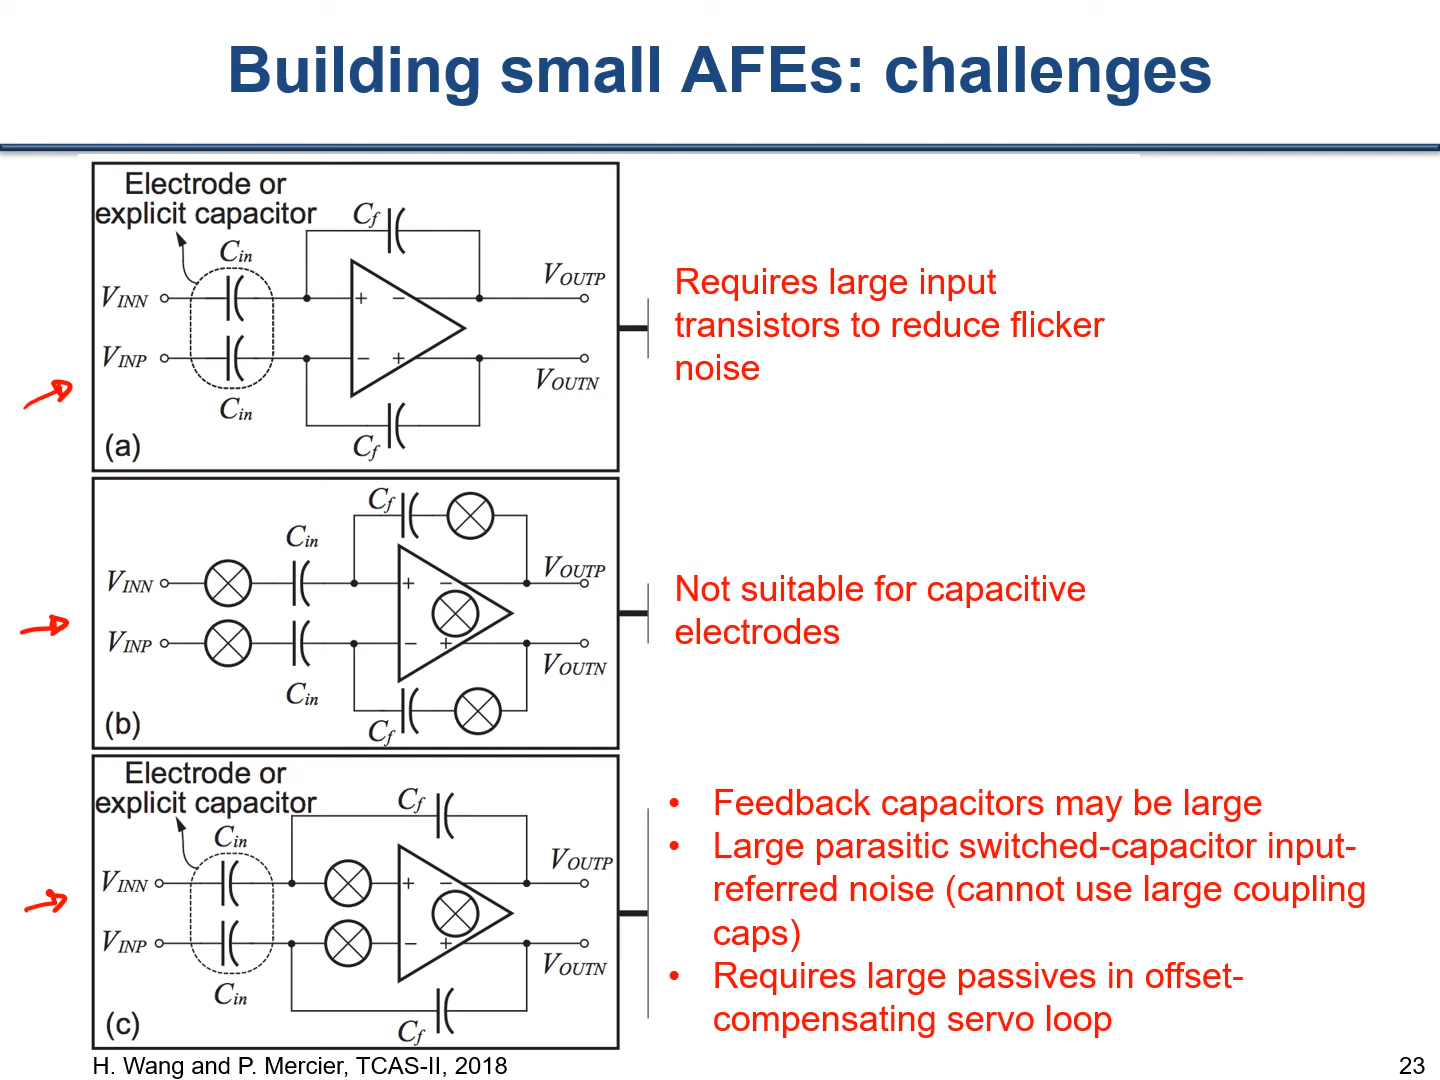 Building small AFEs: challenges
Electrode or
explicit capacitor
Cin
Cf
VINN
VINP
+ −
− +
VOUTP
VOUTN
Cin
Cf
(a)
Requires large input
transistors to reduce flicker
noise
Cf
Cin
VINN
VINP
+ −
− +
VOUTP
VOUTN
Cin
Cf
(b)
Not suitable for capacitive
electrodes
Electrode or
explicit capacitor
Cin
Cf
VINN
VINP
+ −
− +
VOUTP
VOUTN
Cin
Cf
(c)
• Feedback capacitors may be large
• Large parasitic switched-capacitor input-
referred noise (cannot use large coupling
caps)
• Requires large passives in offset-
compensating servo loop
H. Wang and P. Mercier, TCAS-II, 2018
23